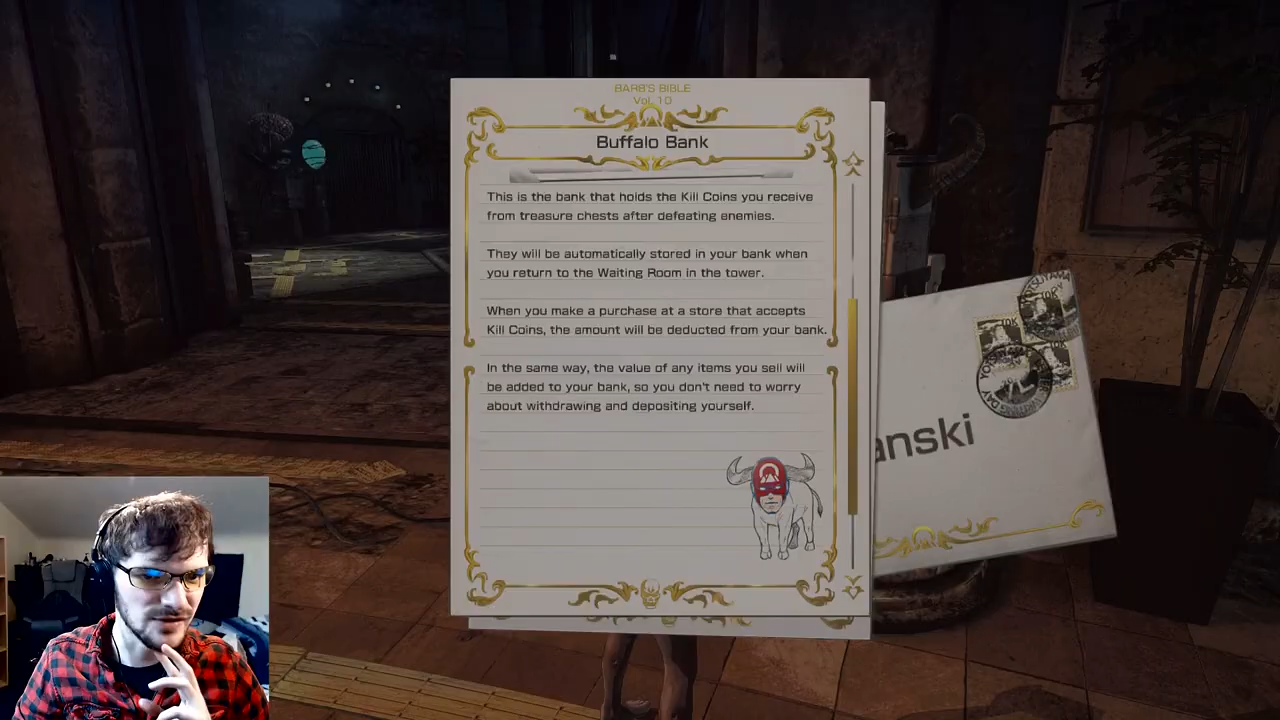 BARB'S BIBLE
Vol. 10
Buffalo Bank
This is the bank that holds the Kill Coins you receive
from treasure chests after defeating enemies.
They will be automatically stored in your bank when
you return to the Waiting Room in the tower.
When you make a purchase at a store that accepts
Kill Coins, the amount will be deducted from your bank.
In the same way, the value of any items you sell will
be added to your bank, so you don't need to worry
about withdrawing and depositing yourself.
anski